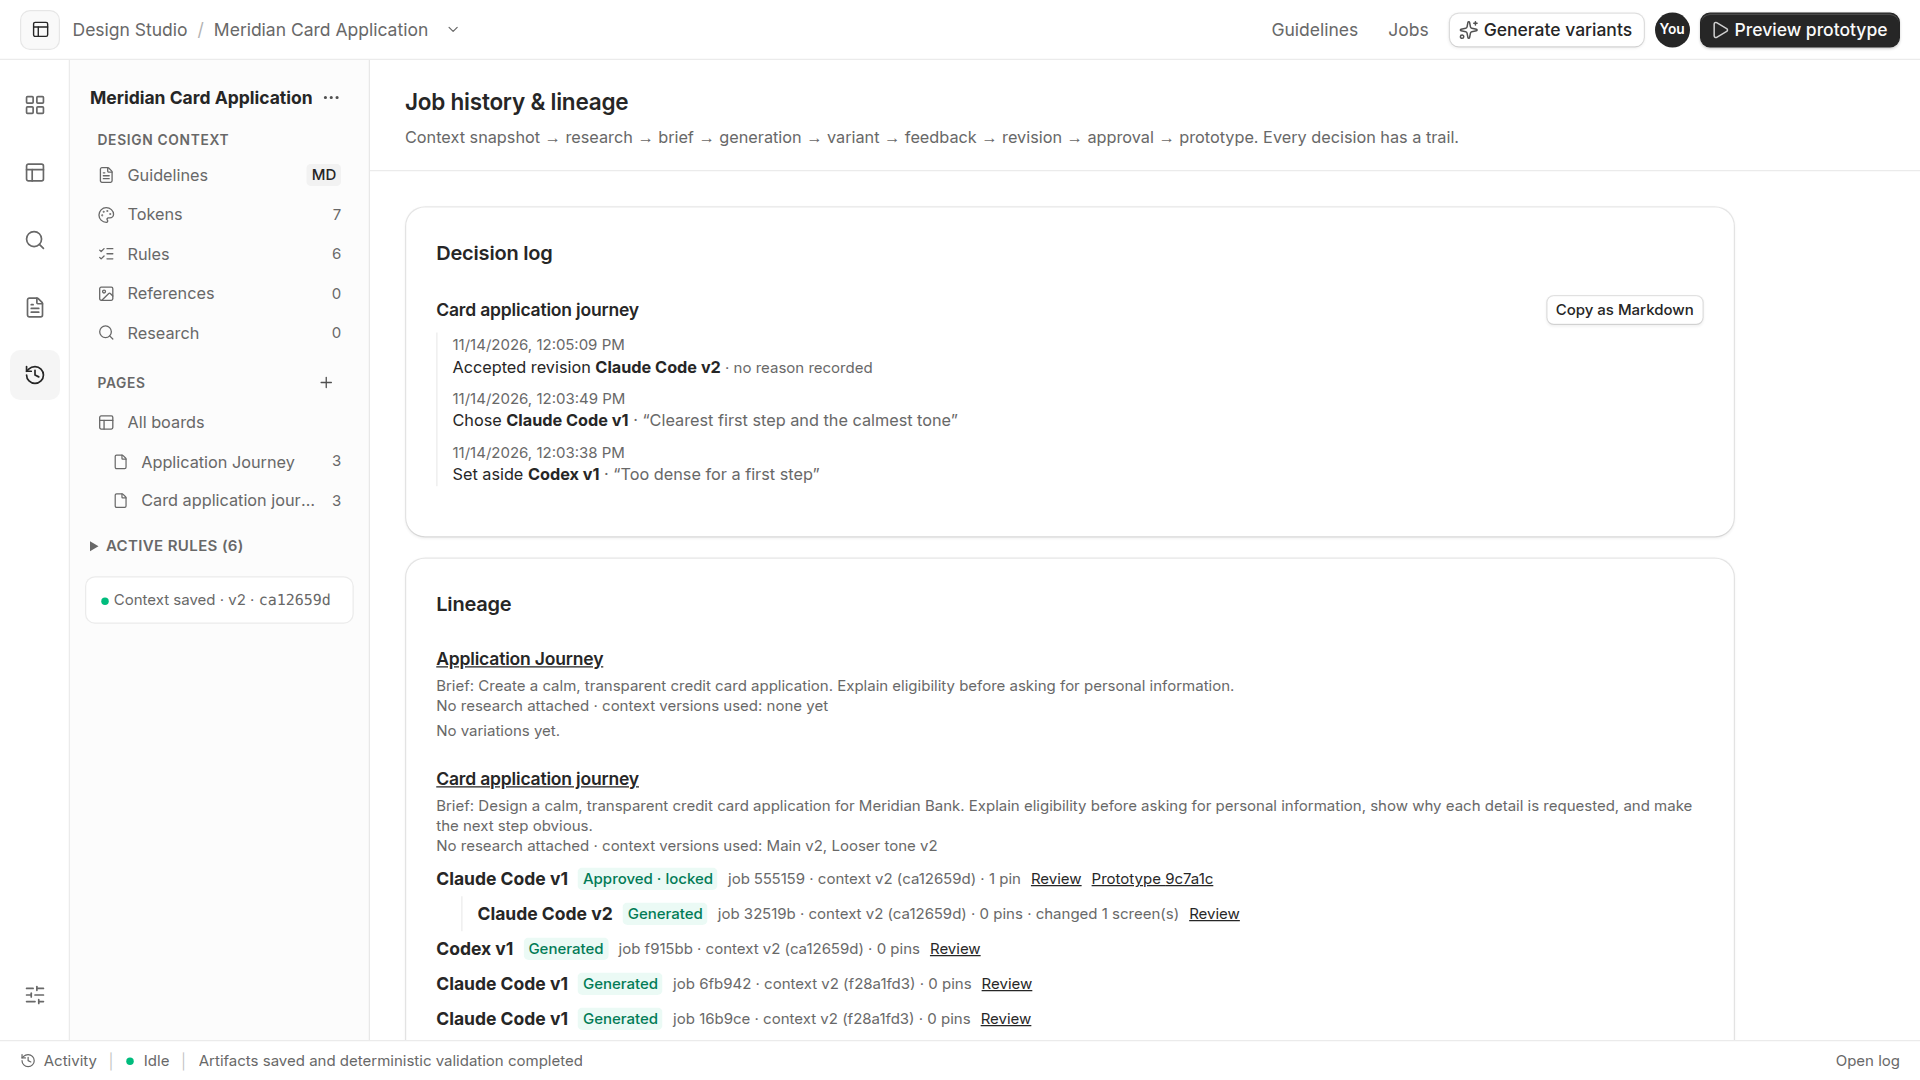 Design Studio / Meridian Card Application
Guidelines
Jobs
Generate variants
You
Preview prototype
Meridian Card Application ···
DESIGN CONTEXT
Guidelines MD
Tokens 7
Rules 6
References 0
Research 0
PAGES +
All boards
Application Journey 3
Card application jour... 3
ACTIVE RULES (6)
Context saved · v2 · ca12659d
Job history & lineage
Context snapshot → research → brief → generation → variant → feedback → revision → approval → prototype. Every decision has a trail.
Decision log
Card application journey
Copy as Markdown
11/14/2026, 12:05:09 PM
Accepted revision Claude Code v2 · no reason recorded
11/14/2026, 12:03:49 PM
Chose Claude Code v1 · “Clearest first step and the calmest tone”
11/14/2026, 12:03:38 PM
Set aside Codex v1 · “Too dense for a first step”
Lineage
Application Journey
Brief: Create a calm, transparent credit card application. Explain eligibility before asking for personal information.
No research attached · context versions used: none yet
No variations yet.
Card application journey
Brief: Design a calm, transparent credit card application for Meridian Bank. Explain eligibility before asking for personal information, show why each detail is requested, and make
the next step obvious.
No research attached · context versions used: Main v2, Looser tone v2
Claude Code v1 Approved · locked job 555159 · context v2 (ca12659d) · 1 pin Review Prototype 9c7a1c
Claude Code v2 Generated job 32519b · context v2 (ca12659d) · 0 pins · changed 1 screen(s) Review
Codex v1 Generated job f915bb · context v2 (ca12659d) · 0 pins Review
Claude Code v1 Generated job 6fb942 · context v2 (f28a1fd3) · 0 pins Review
Claude Code v1 Generated job 16b9ce · context v2 (f28a1fd3) · 0 pins Review
Activity
Idle
Artifacts saved and deterministic validation completed
Open log